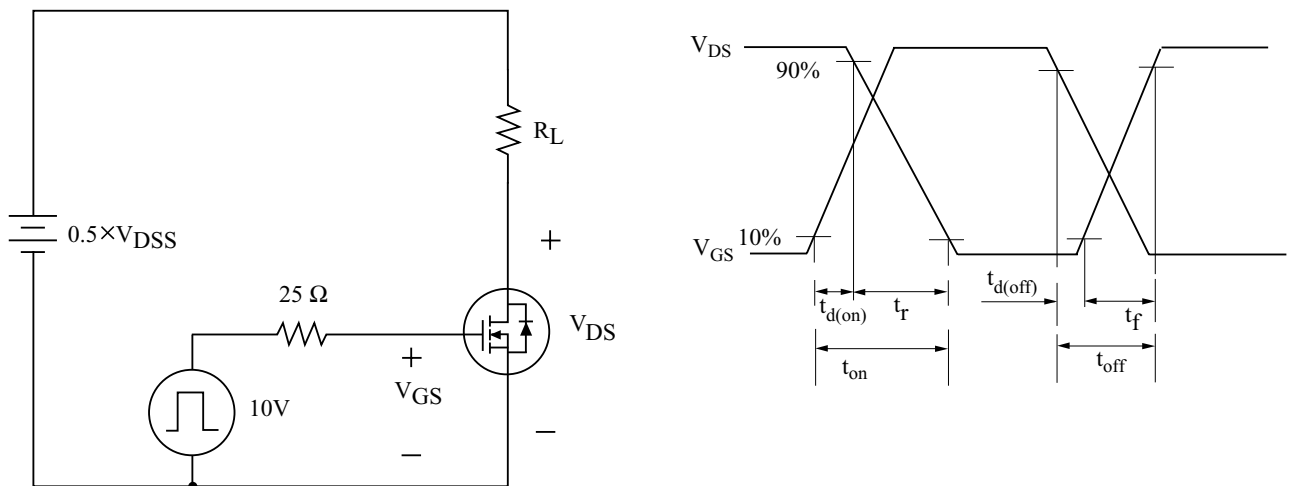 R_L
0.5×V_DSS
+
25 Ω
V_DS
+
V_GS
10V
−
−
V_DS
90%
10%
V_GS
t_d(on)
t_r
t_d(off)
t_f
t_on
t_off